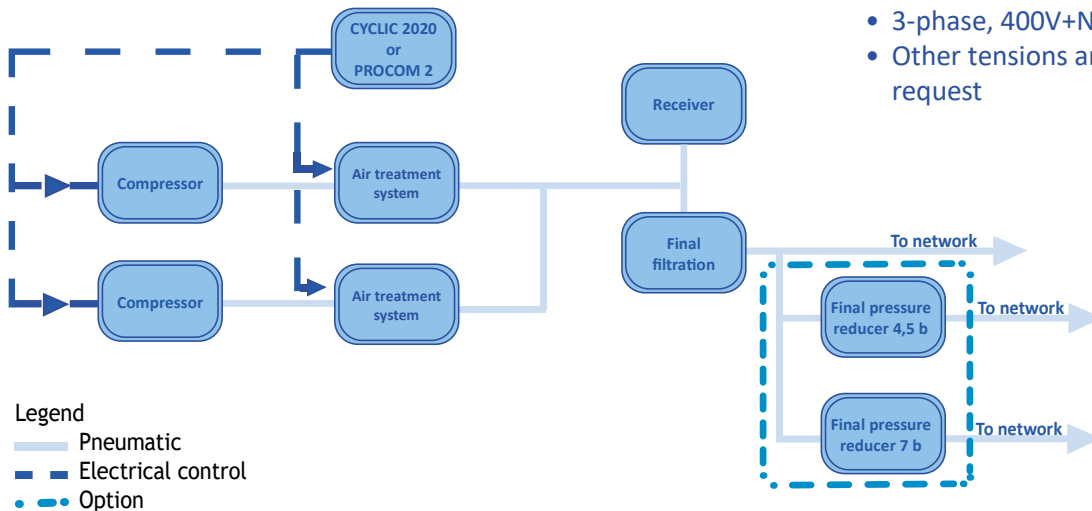 CYCLIC 2020
or
PROCOM 2
• 3-phase, 400V+N
• Other tensions
request
Receiver
Compressor
Air treatment
system
Final
filtration
To network
Compressor
Air treatment
system
Final pressure
reducer 4,5 b
To network
Final pressure
reducer 7 b
To network
Legend
Pneumatic
Electrical control
Option